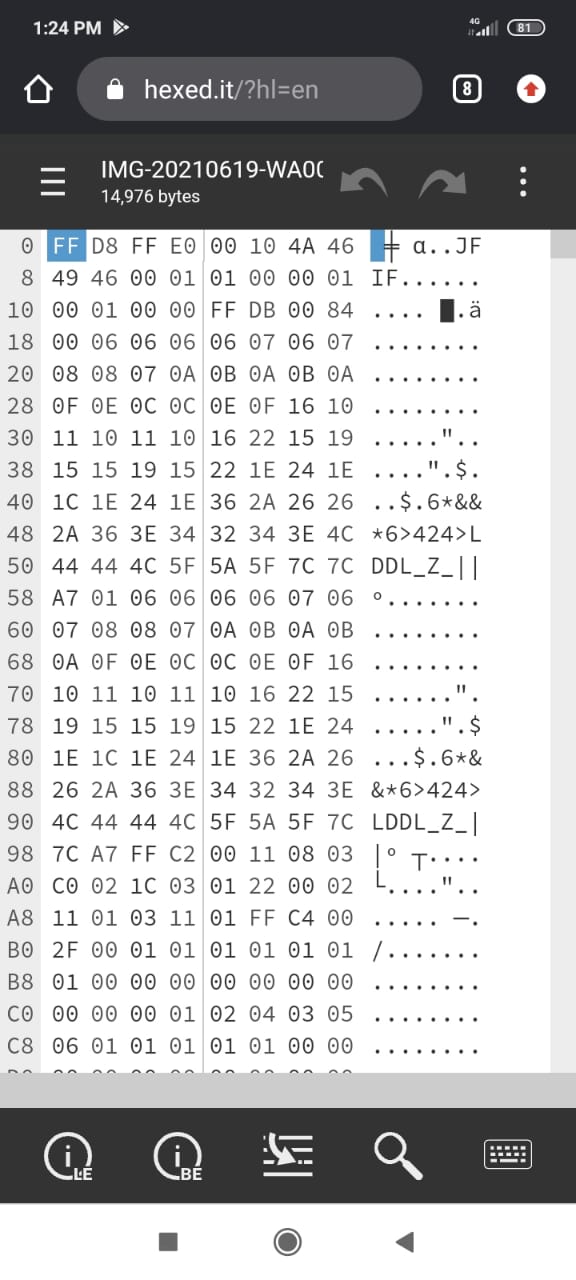 1:24 PM
4G
81
hexed.it/?hl=en
8
IMG-20210619-WA00
14,976 bytes
0 FF D8 FF E0 00 10 4A 46 ╪ α..JF
8 49 46 00 01 01 00 00 01 IF......
10 00 01 00 00 FF DB 00 84 .... █.ä
18 00 06 06 06 06 07 06 07 ........
20 08 08 07 0A 0B 0A 0B 0A ........
28 0F 0E 0C 0C 0E 0F 16 10 ........
30 11 10 11 10 16 22 15 19 ....."..
38 15 15 19 15 22 1E 24 1E ....".$.
40 1C 1E 24 1E 36 2A 26 26 ..$.6*&&
48 2A 36 3E 34 32 34 3E 4C *6>424>L
50 44 44 4C 5F 5A 5F 7C 7C DDL_Z_||
58 A7 01 06 06 06 06 07 06 º.......
60 07 08 08 07 0A 0B 0A 0B ........
68 0A 0F 0E 0C 0C 0E 0F 16 ........
70 10 11 10 11 10 16 22 15 ......".
78 19 15 15 19 15 22 1E 24 .....".$
80 1E 1C 1E 24 1E 36 2A 26 ...$.6*&
88 26 2A 36 3E 34 32 34 3E &*6>424>
90 4C 44 44 4C 5F 5A 5F 7C LDDL_Z_|
98 7C A7 FF C2 00 11 08 03 |º ┬....
A0 C0 02 1C 03 01 22 00 02 └...."..
A8 11 01 03 11 01 FF C4 00 ..... ─.
B0 2F 00 01 01 01 01 01 01 /.......
B8 01 00 00 00 00 00 00 00 ........
C0 00 00 00 01 02 04 03 05 ........
C8 06 01 01 01 01 01 00 00 ........
i LE
i BE